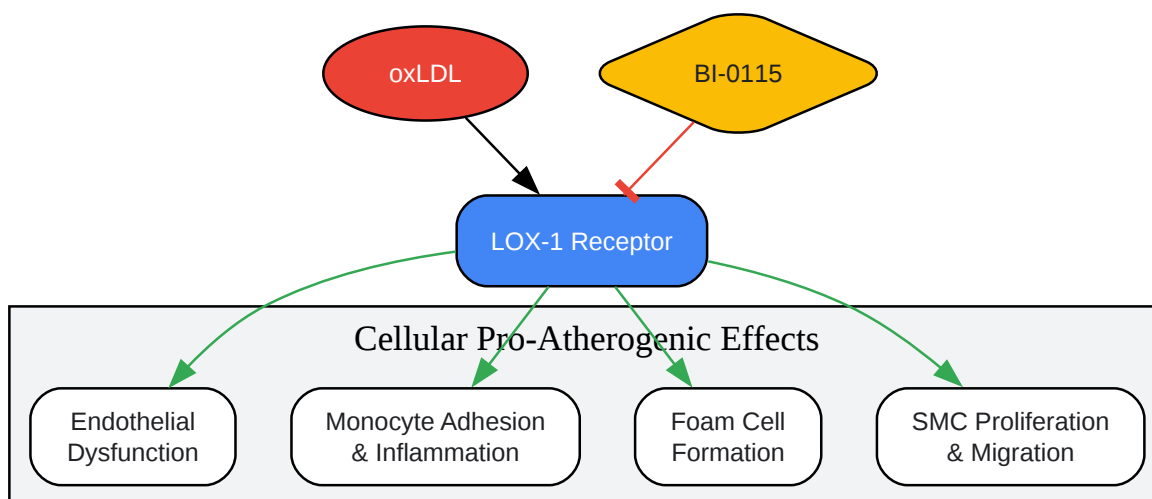 oxLDL
BI-0115
LOX-1 Receptor
Cellular Pro-Atherogenic Effects
Endothelial
Dysfunction
Monocyte Adhesion
& Inflammation
Foam Cell
Formation
SMC Proliferation
& Migration